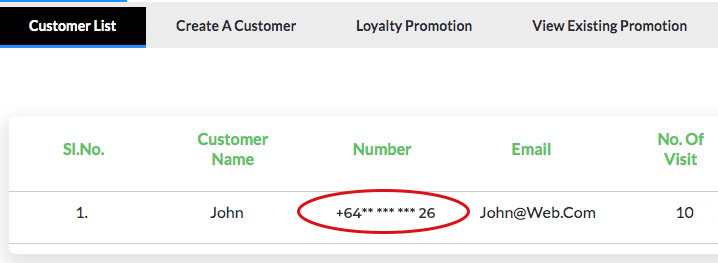 Customer List Create A Customer Loyalty Promotion View Existing Promotion
Sl.No. Customer Name Number Email No. Of Visit
1. John +64** *** *** 26 John@Web.Com 10